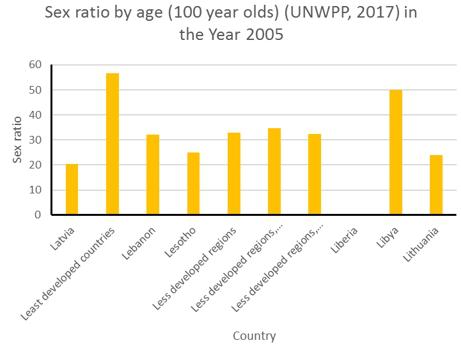 Sex ratio by age (100 year olds) (UNWPP, 2017) in
the Year 2005
60
50
40
30
20
10
0
Sex ratio
Latvia
Least developed countries
Lebanon
Lesotho
Less developed regions
Less developed regions,...
Less developed regions,...
Liberia
Libya
Lithuania
Country